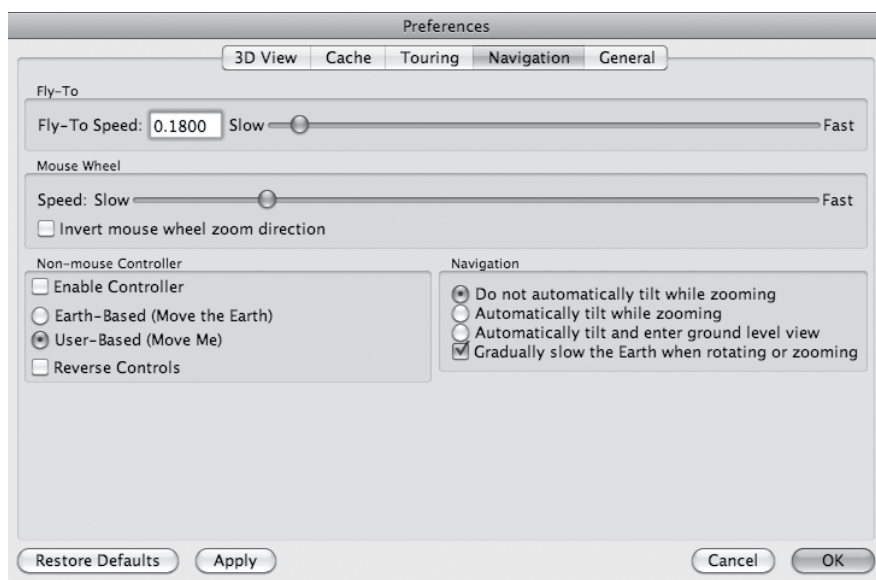 Preferences
3D View Cache Touring Navigation General
Fly-To
Fly-To Speed: 0.1800 Slow Fast
Mouse Wheel
Speed: Slow Fast
Invert mouse wheel zoom direction
Non-mouse Controller
Enable Controller
Earth-Based (Move the Earth)
User-Based (Move Me)
Reverse Controls
Navigation
Do not automatically tilt while zooming
Automatically tilt while zooming
Automatically tilt and enter ground level view
Gradually slow the Earth when rotating or zooming
Restore Defaults Apply Cancel OK